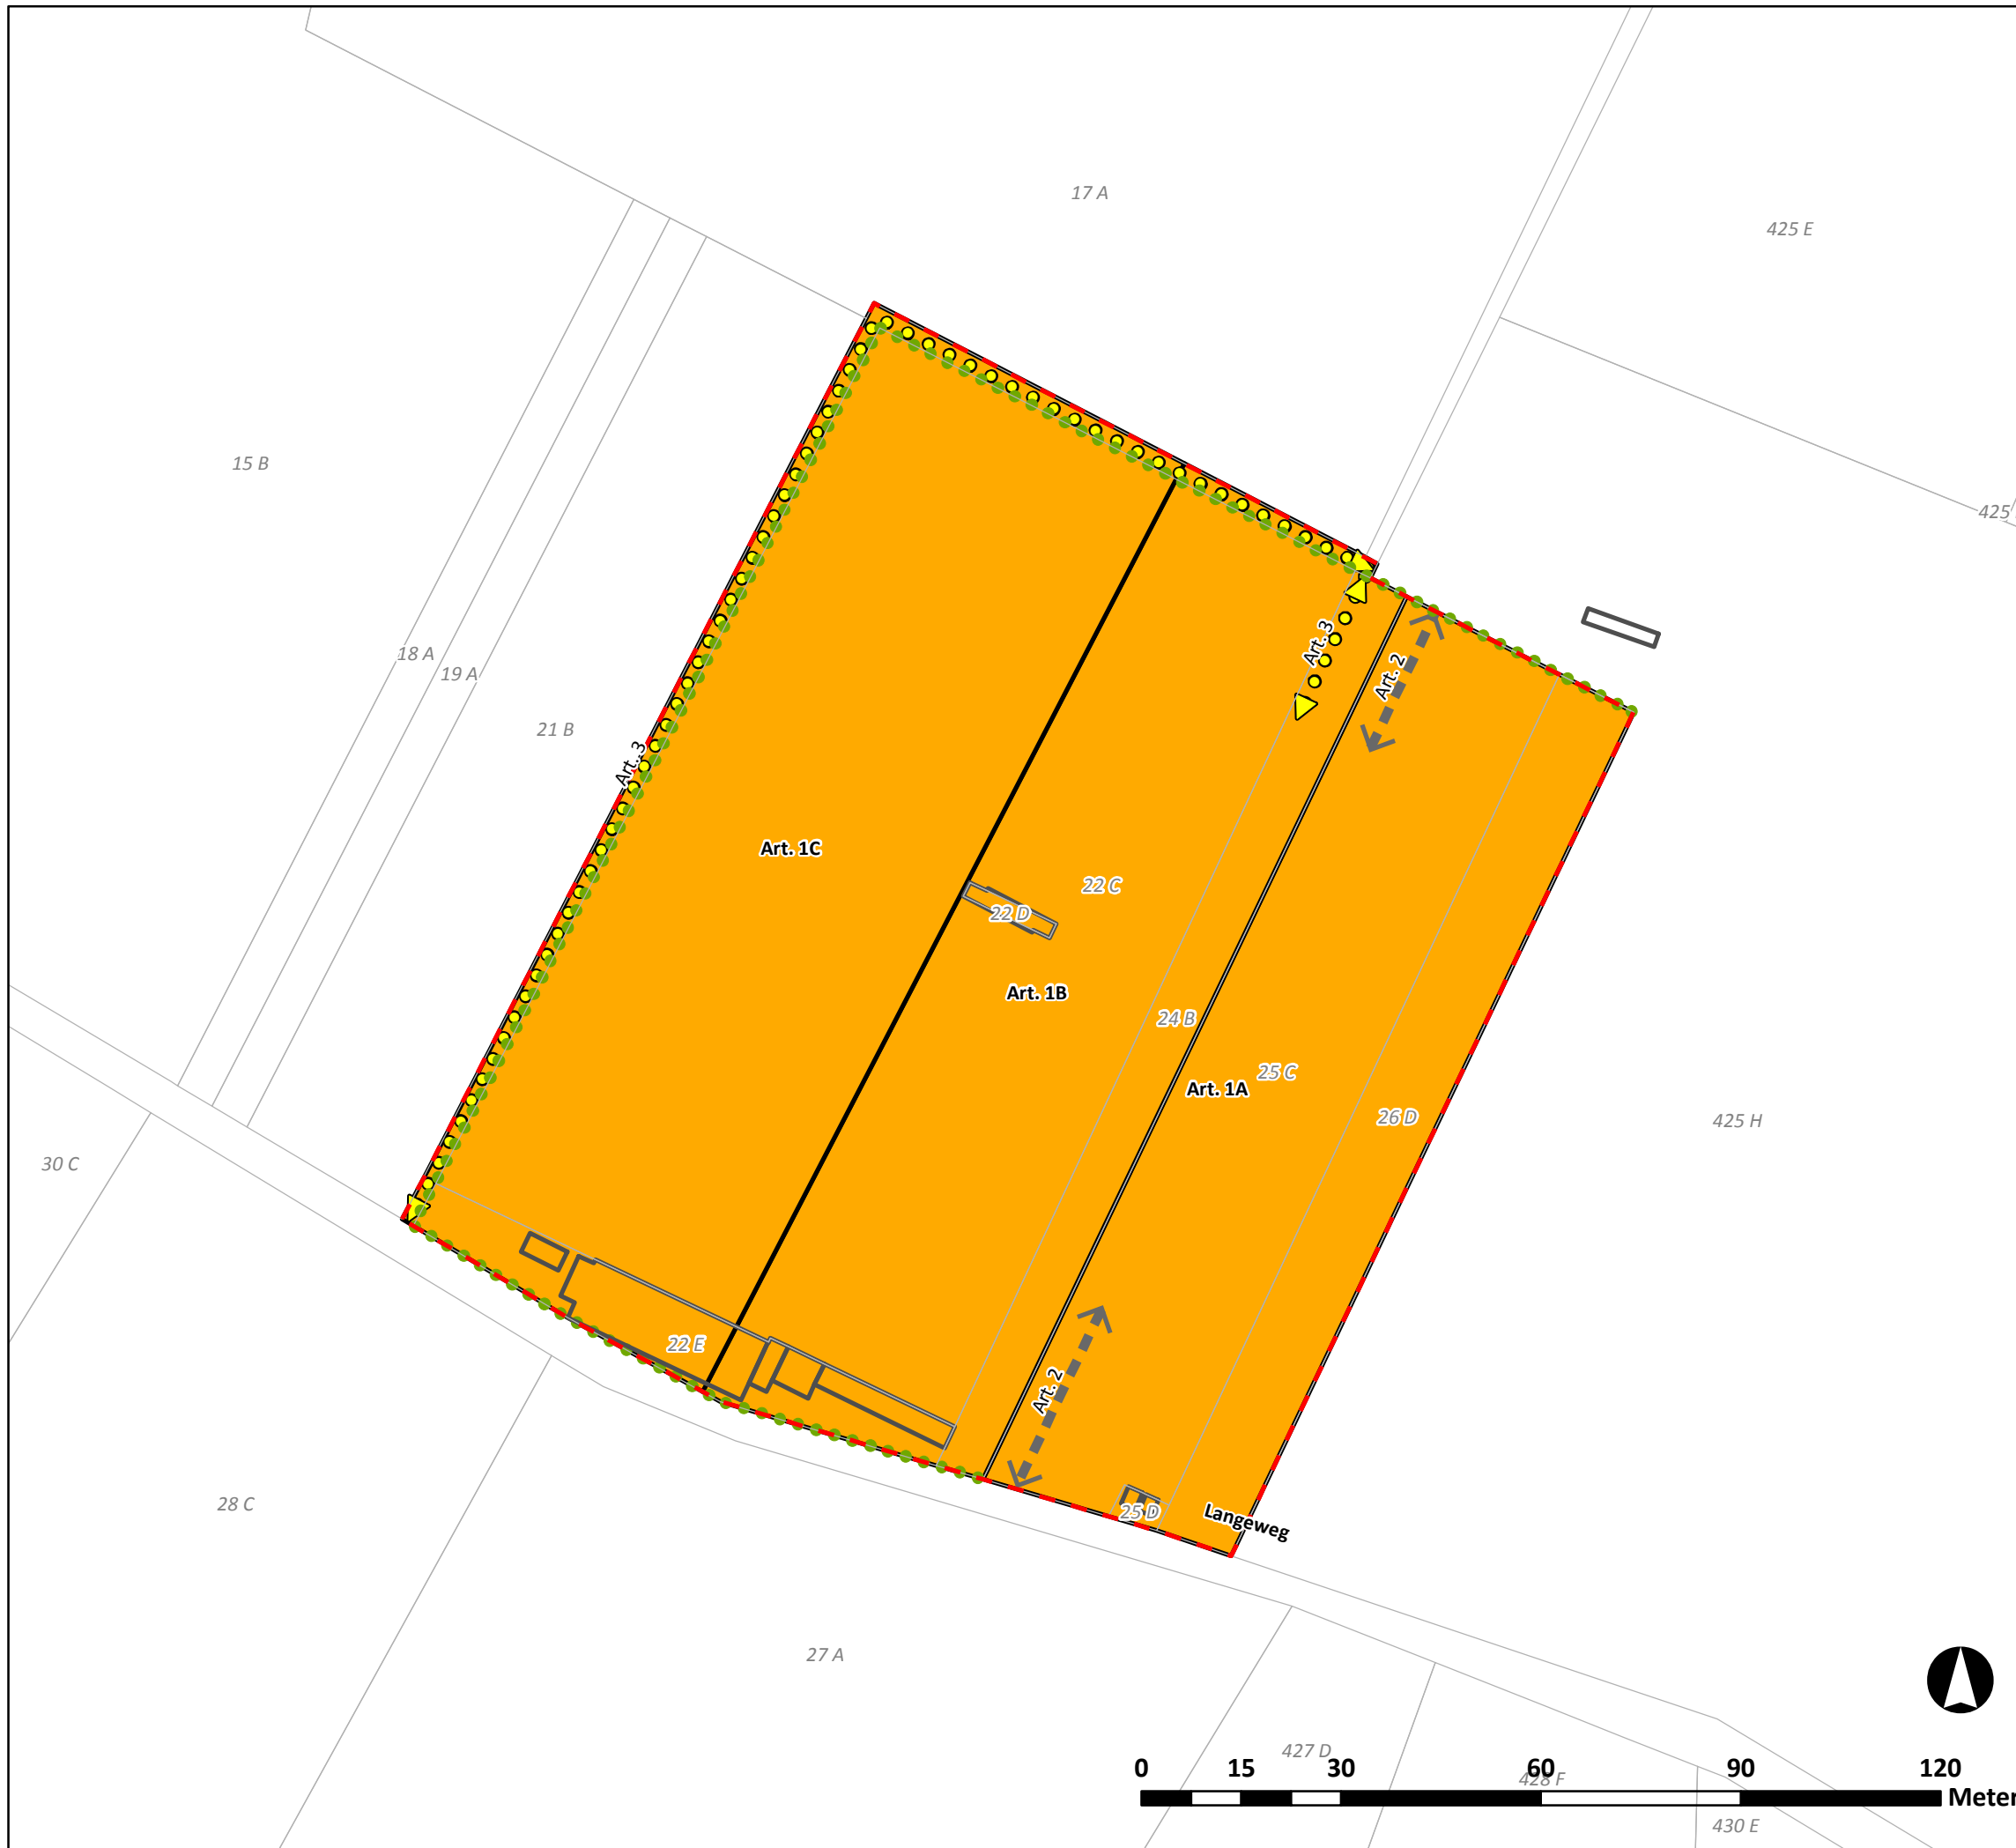 17 A
425 E
15 B
425
Art. 3
18 A
19 A
Art. 2
21 B
Art. 3
Art. 1C
22 C
22 D
Art. 1B
24 B
25 C
Art. 1A
26 D
425 H
30 C
22 E
Art. 2
28 C
25 D
Langeweg
27 A
427 D
0 15 30 60 90 120
428 F
Meter
430 E